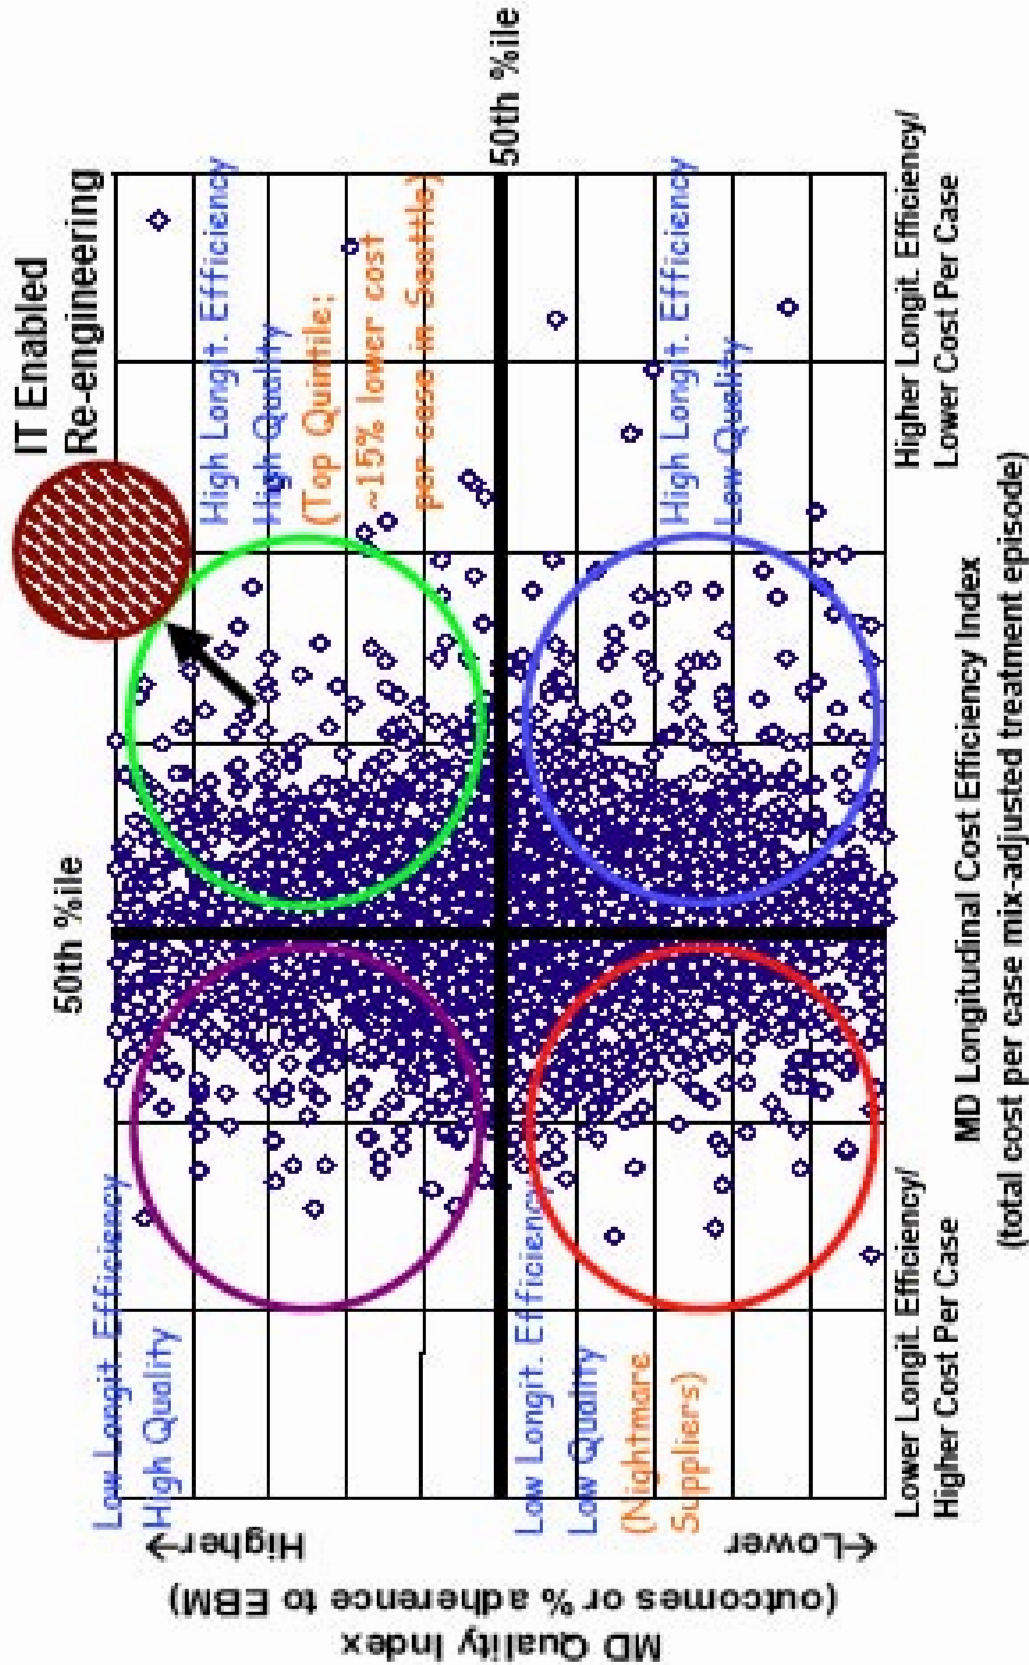 IT Enabled
Re-engineering
50th %ile
Low Longit. Efficiency
High Quality
High Longit. Efficiency
High Quality
(Top Quintile:
~15% lower cost
per case in Seattle)
50th %ile
Low Longit. Efficiency
Low Quality
(Nightmare
Suppliers)
High Longit. Efficiency
Low Quality
MD Quality Index
(outcomes or % adherence to EBM)
←Lower
Higher→
Lower Longit. Efficiency/
Higher Cost Per Case
Higher Longit. Efficiency/
Lower Cost Per Case
MD Longitudinal Cost Efficiency Index
(total cost per case mix-adjusted treatment episode)